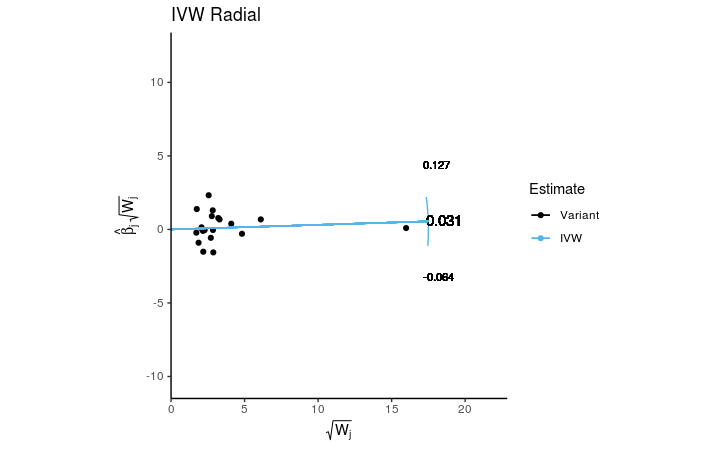 IVW Radial
10
5
0
-5
-10
β̂j√Wj
0.127
0.031
-0.064
Estimate
Variant
IVW
0 5 10 15 20
√Wj